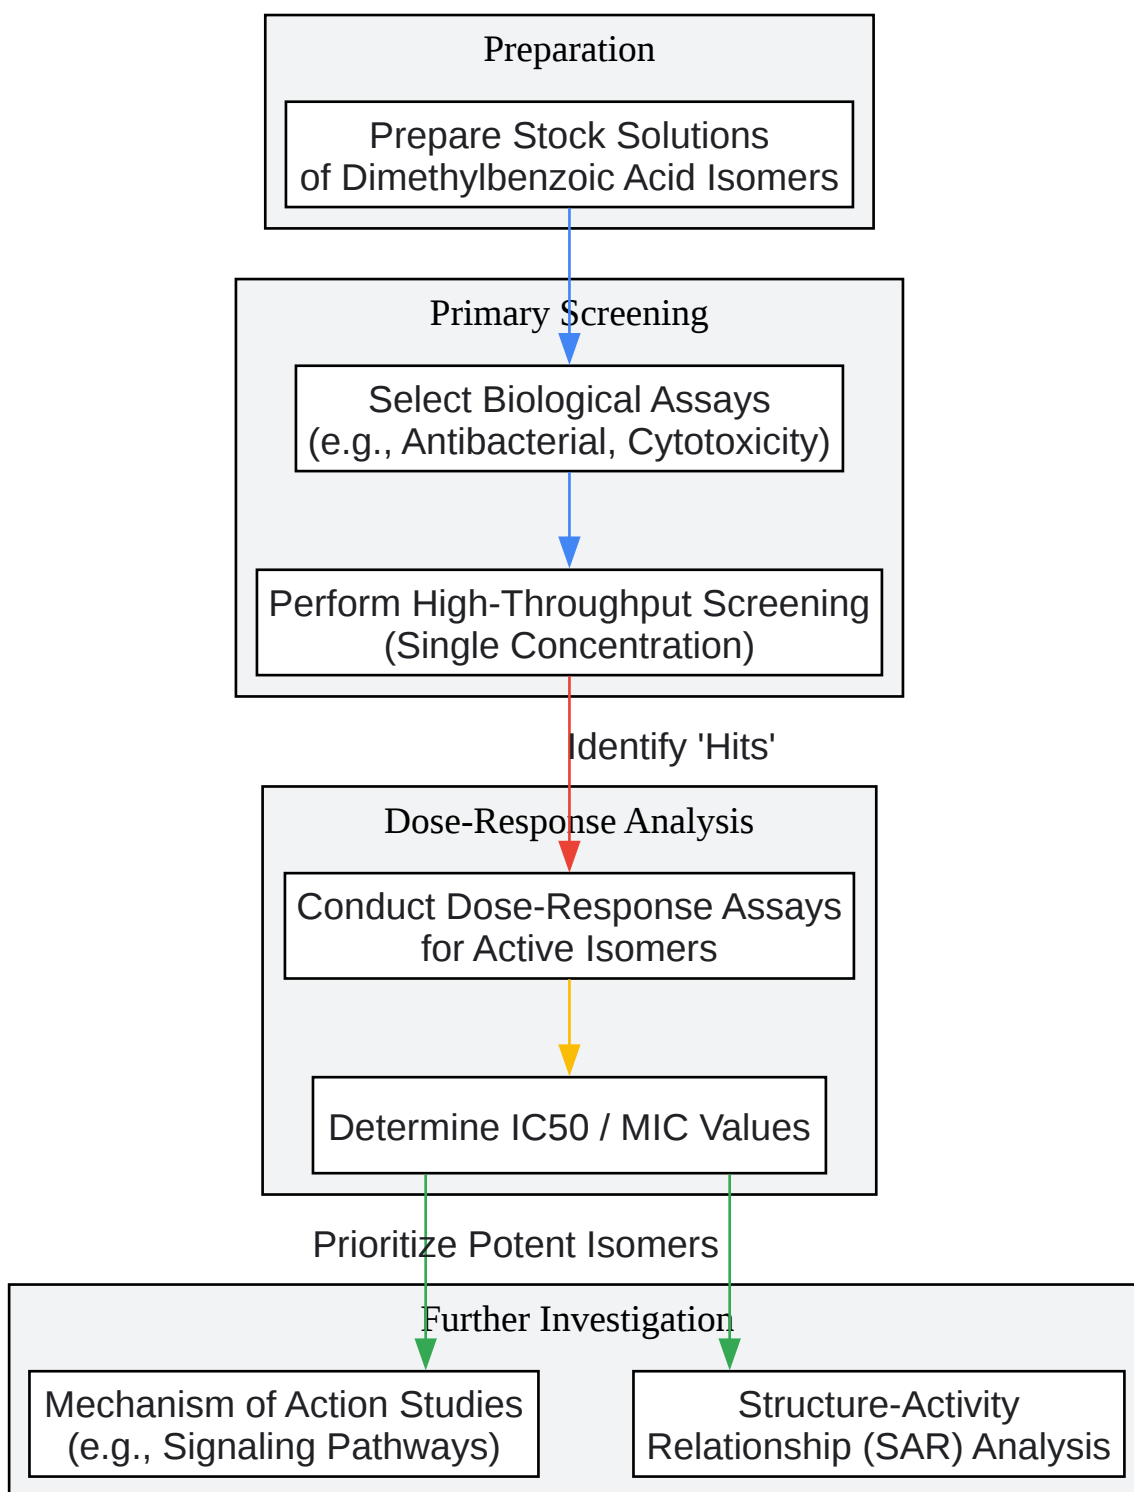 Preparation
Prepare Stock Solutions
of Dimethylbenzoic Acid Isomers
Primary Screening
Select Biological Assays
(e.g., Antibacterial, Cytotoxicity)
Perform High-Throughput Screening
(Single Concentration)
Identify 'Hits'
Dose-Response Analysis
Conduct Dose-Response Assays
for Active Isomers
Determine IC50 / MIC Values
Prioritize Potent Isomers
Further Investigation
Mechanism of Action Studies
(e.g., Signaling Pathways)
Structure-Activity
Relationship (SAR) Analysis